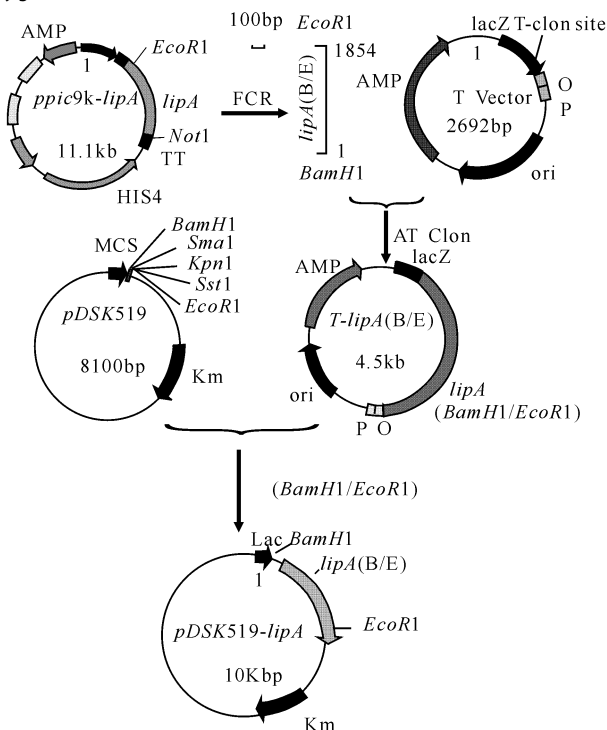 AMP
1
EcoR1
ppic9k-lipA
lipA
11.1kb
Not1
TT
HIS4
100bp
EcoR1
1854
FCR
lipA(B/E)
1
BamH1
lacZ T-clon site
1
AMP
T Vector
2692bp
O
P
ori
BamH1
MCS
Sma1
Kpn1
Sst1
EcoR1
pDSK519
8100bp
Km
AT Clon
lacZ
AMP
T-lipA(B/E)
4.5kb
ori
lipA
(BamH1/EcoR1)
P O
(BamH1/EcoR1)
Lac BamH1
1
lipA(B/E)
pDSK519-lipA
EcoR1
10Kbp
Km